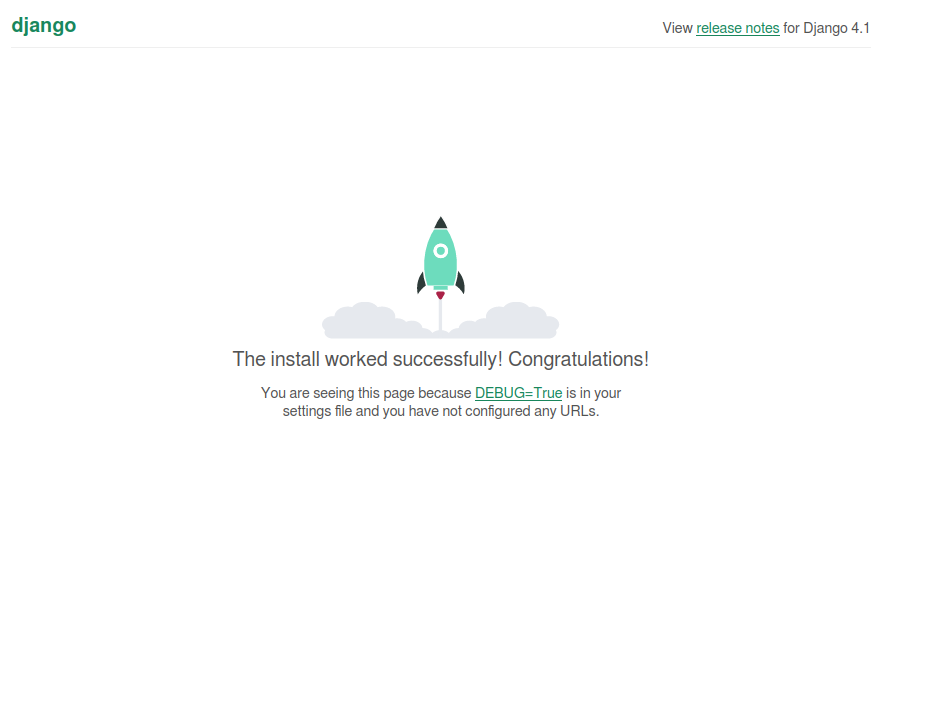 django
View release notes for Django 4.1
The install worked successfully! Congratulations!
You are seeing this page because DEBUG=True is in your
settings file and you have not configured any URLs.